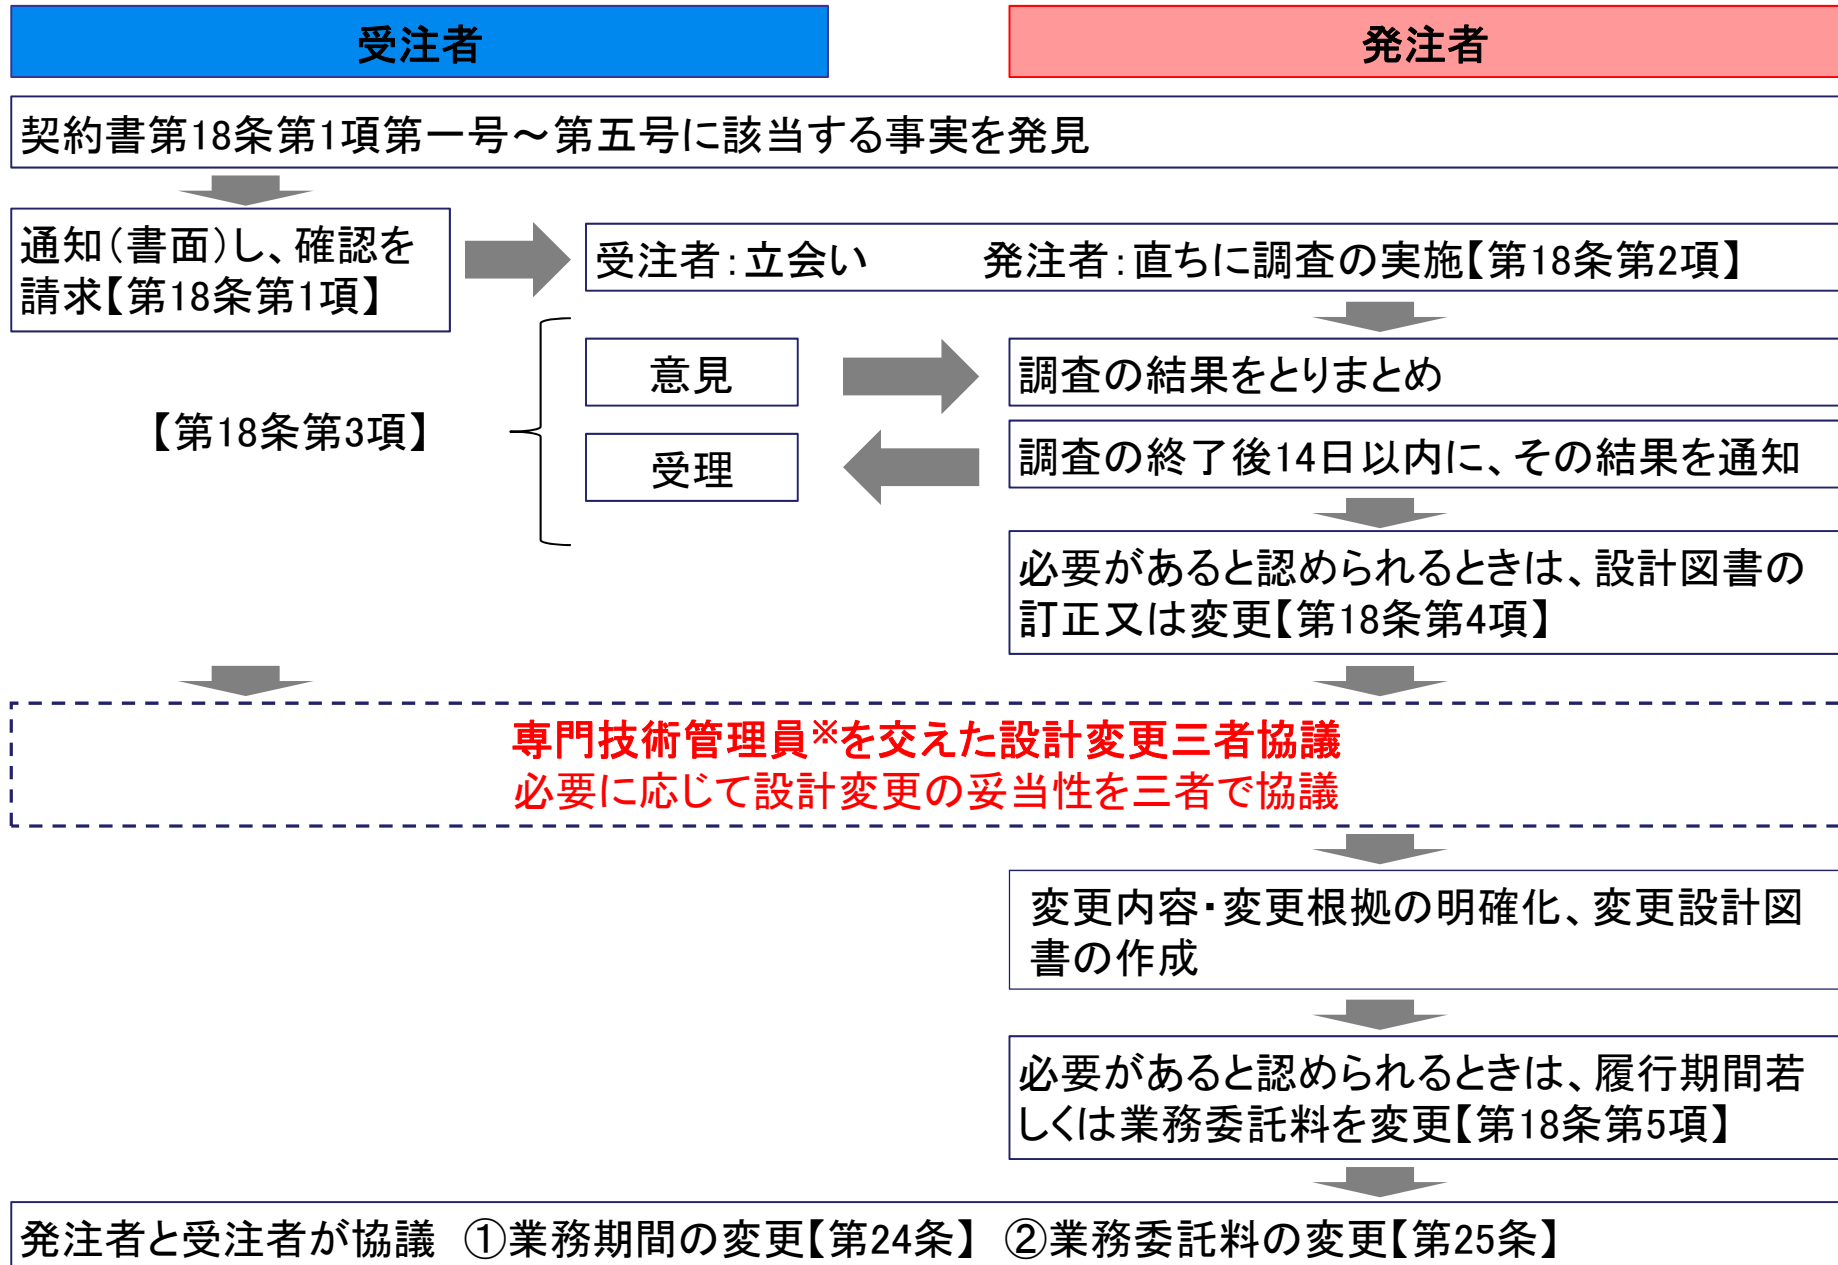 受注者
発注者
契約書第18条第1項第一号～第五号に該当する事実を発見
通知(書面)し、確認を
請求【第18条第1項】
受注者:立会い　　発注者:直ちに調査の実施【第18条第2項】
【第18条第3項】
意見
調査の結果をとりまとめ
受理
調査の終了後14日以内に、その結果を通知
必要があると認められるときは、設計図書の
訂正又は変更【第18条第4項】
専門技術管理員※を交えた設計変更三者協議
必要に応じて設計変更の妥当性を三者で協議
変更内容・変更根拠の明確化、変更設計図
書の作成
必要があると認められるときは、履行期間若
しくは業務委託料を変更【第18条第5項】
発注者と受注者が協議　①業務期間の変更【第24条】　②業務委託料の変更【第25条】